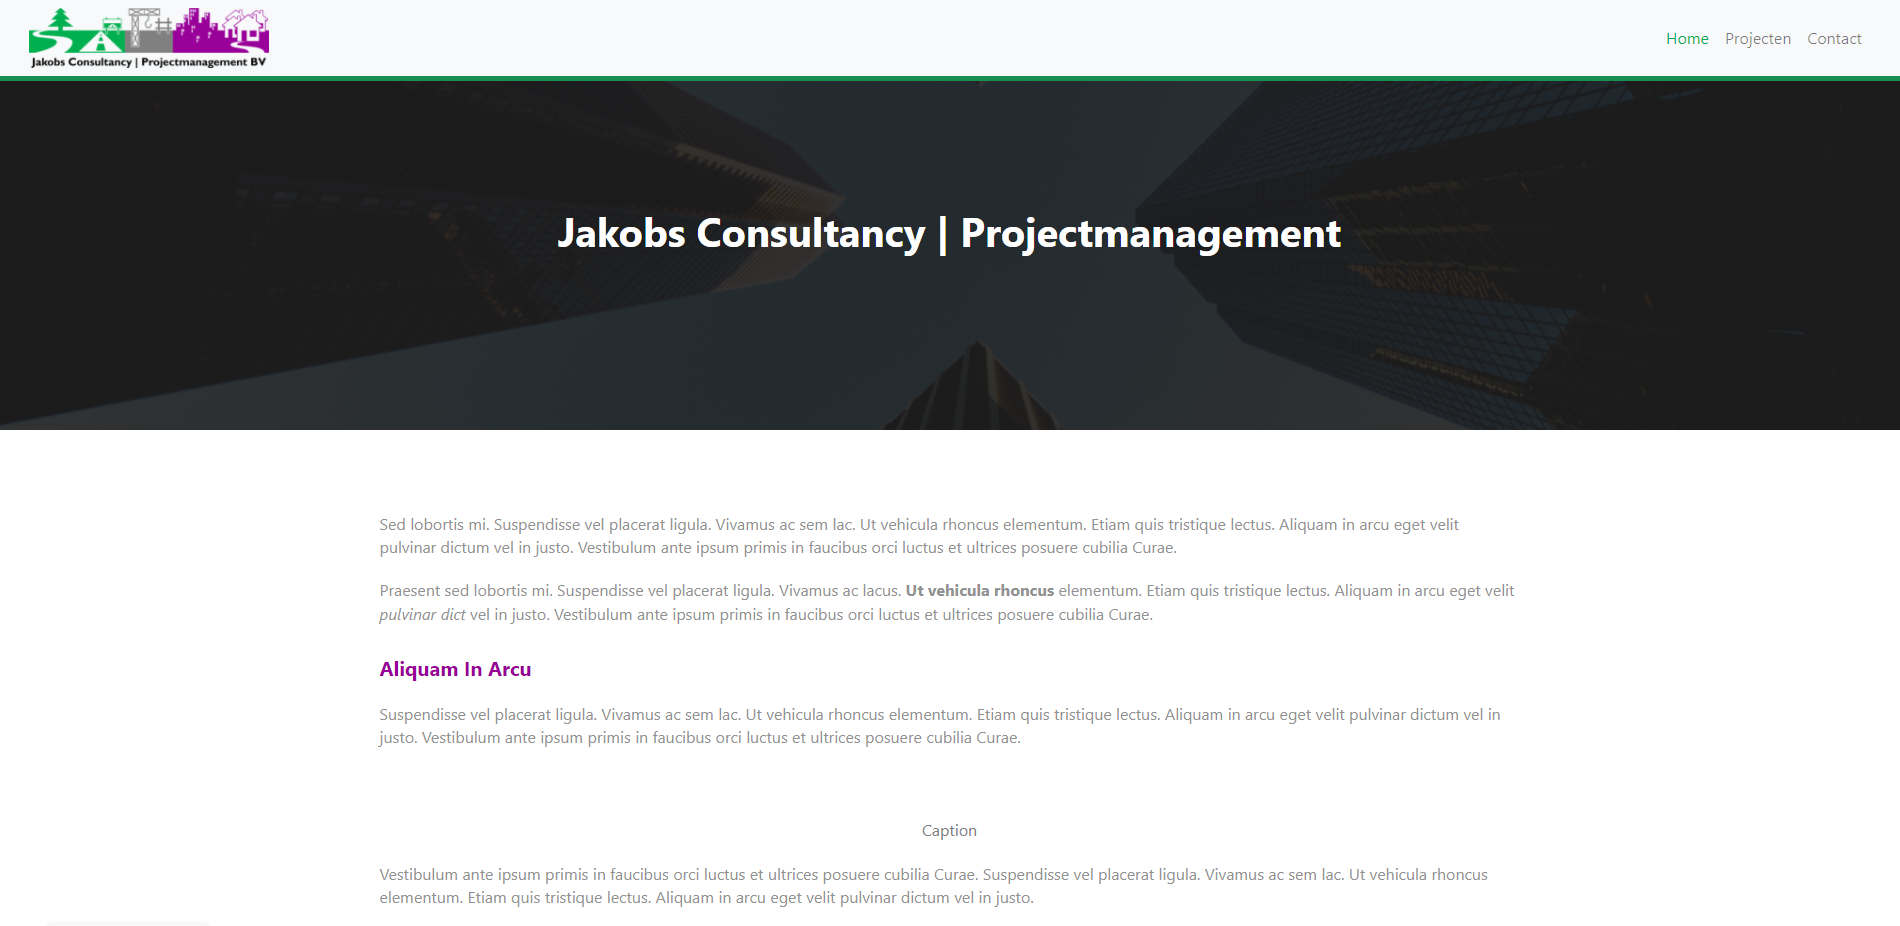 Jakobs Consultancy | Projectmanagement BV
Home Projecten Contact
Jakobs Consultancy | Projectmanagement
Sed lobortis mi. Suspendisse vel placerat ligula. Vivamus ac sem lac. Ut vehicula rhoncus elementum. Etiam quis tristique lectus. Aliquam in arcu eget velit
pulvinar dictum vel in justo. Vestibulum ante ipsum primis in faucibus orci luctus et ultrices posuere cubilia Curae.
Praesent sed lobortis mi. Suspendisse vel placerat ligula. Vivamus ac lacus. Ut vehicula rhoncus elementum. Etiam quis tristique lectus. Aliquam in arcu eget velit
pulvinar dict vel in justo. Vestibulum ante ipsum primis in faucibus orci luctus et ultrices posuere cubilia Curae.
Aliquam In Arcu
Suspendisse vel placerat ligula. Vivamus ac sem lac. Ut vehicula rhoncus elementum. Etiam quis tristique lectus. Aliquam in arcu eget velit pulvinar dictum vel in
justo. Vestibulum ante ipsum primis in faucibus orci luctus et ultrices posuere cubilia Curae.
Caption
Vestibulum ante ipsum primis in faucibus orci luctus et ultrices posuere cubilia Curae. Suspendisse vel placerat ligula. Vivamus ac sem lac. Ut vehicula rhoncus
elementum. Etiam quis tristique lectus. Aliquam in arcu eget velit pulvinar dictum vel in justo.